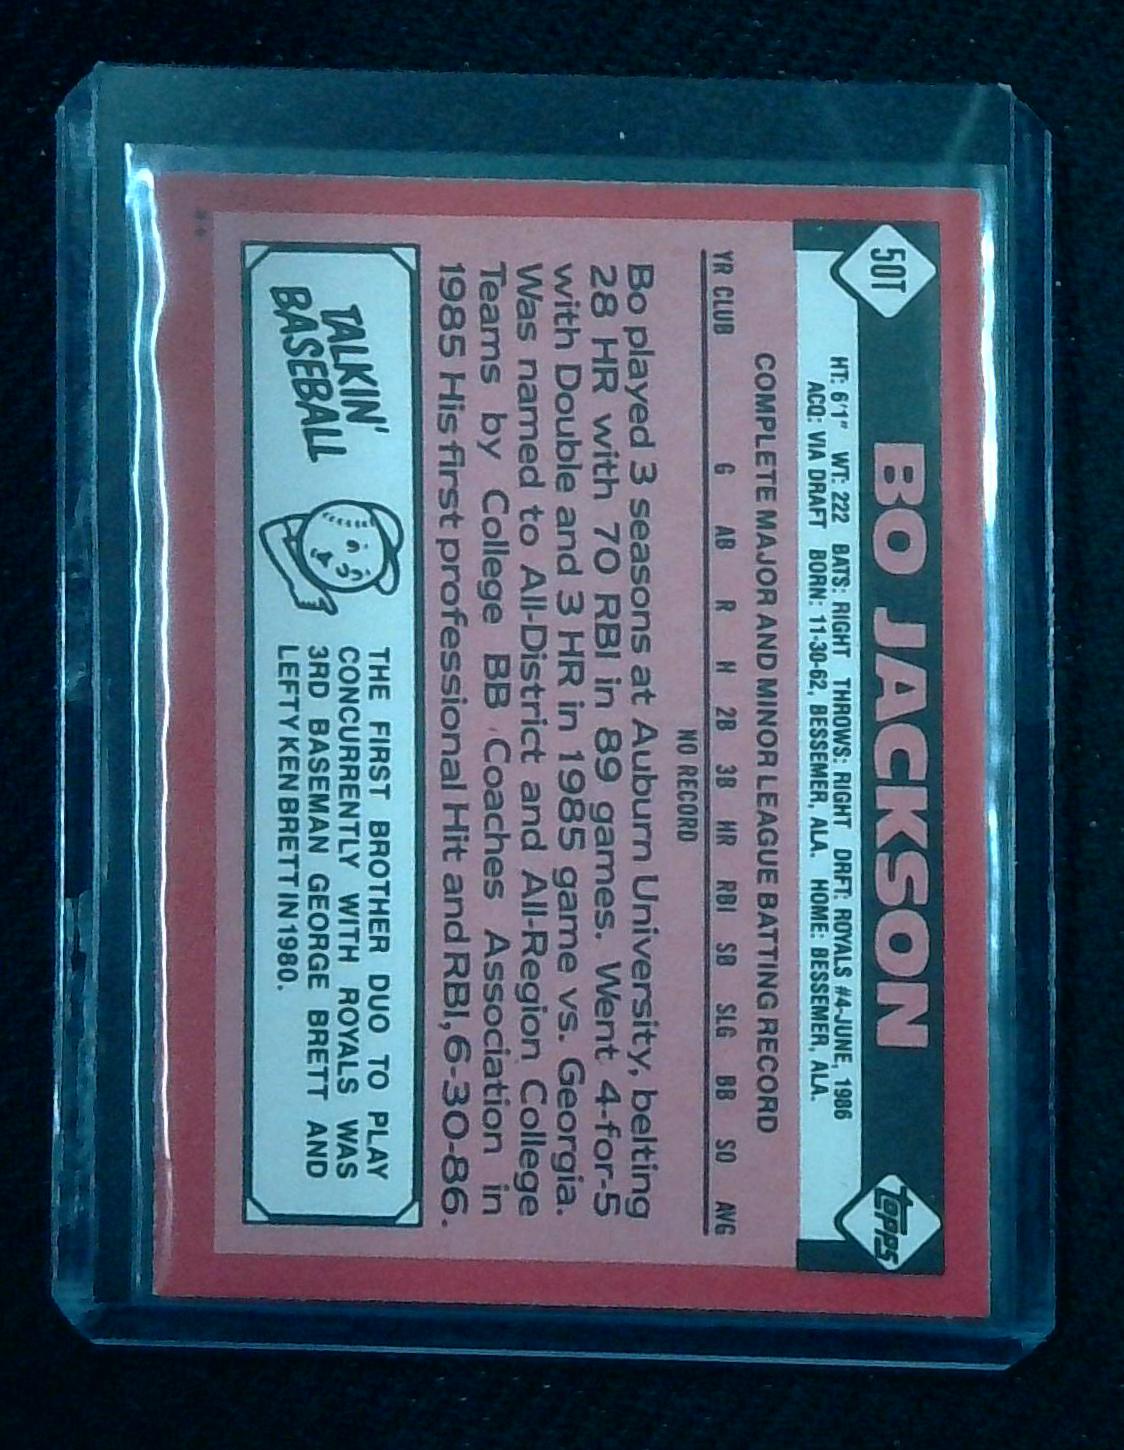 50T
BO JACKSON
topps
HT: 6'1" WT: 222 BATS: RIGHT THROWS: RIGHT DRFT: ROYALS #4-JUNE, 1986
ACQ: VIA DRAFT BORN: 11-30-62, BESSEMER, ALA. HOME: BESSEMER, ALA.
COMPLETE MAJOR AND MINOR LEAGUE BATTING RECORD
YR CLUB G AB R H 2B 3B HR RBI SB SLG BB SO AVG
NO RECORD
Bo played 3 seasons at Auburn University, belting
28 HR with 70 RBI in 89 games. Went 4-for-5
with Double and 3 HR in 1985 game vs. Georgia.
Was named to All-District and All-Region College
Teams by College BB Coaches Association in
1985 His first professional Hit and RBI, 6-30-86.
TALKIN'
BASEBALL
THE FIRST BROTHER DUO TO PLAY
CONCURRENTLY WITH ROYALS WAS
3RD BASEMAN GEORGE BRETT AND
LEFTY KEN BRETT IN 1980.
**